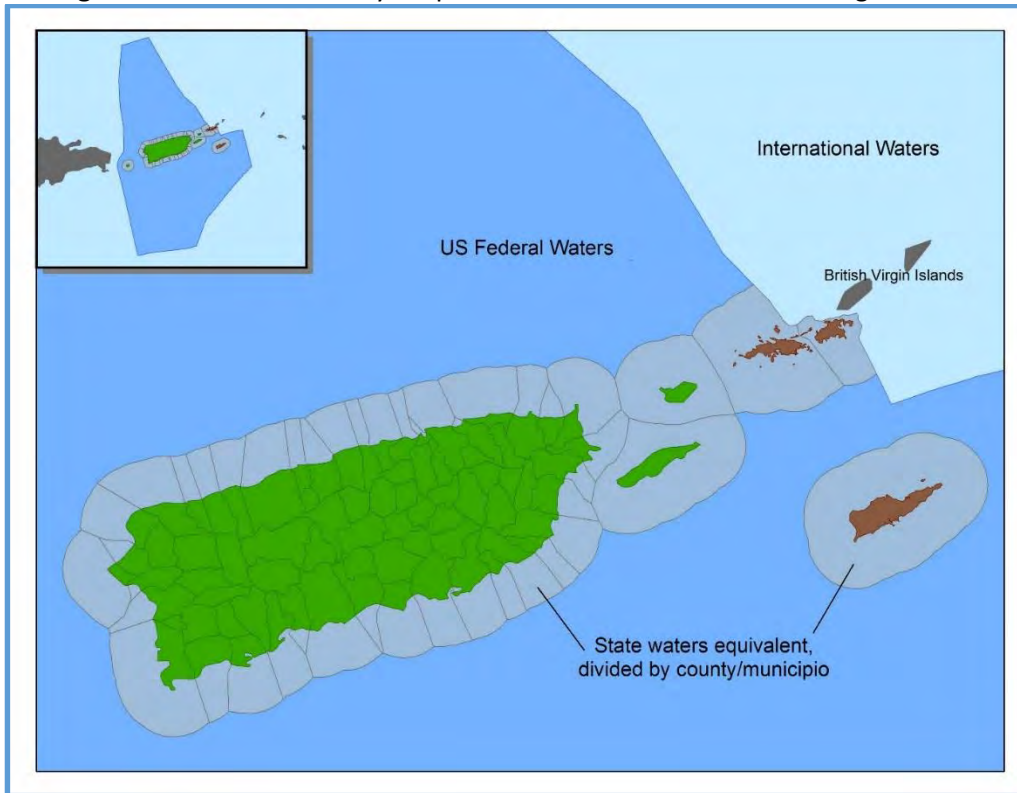 International Waters
US Federal Waters
British Virgin Islands
State waters equivalent,
divided by county/municipio